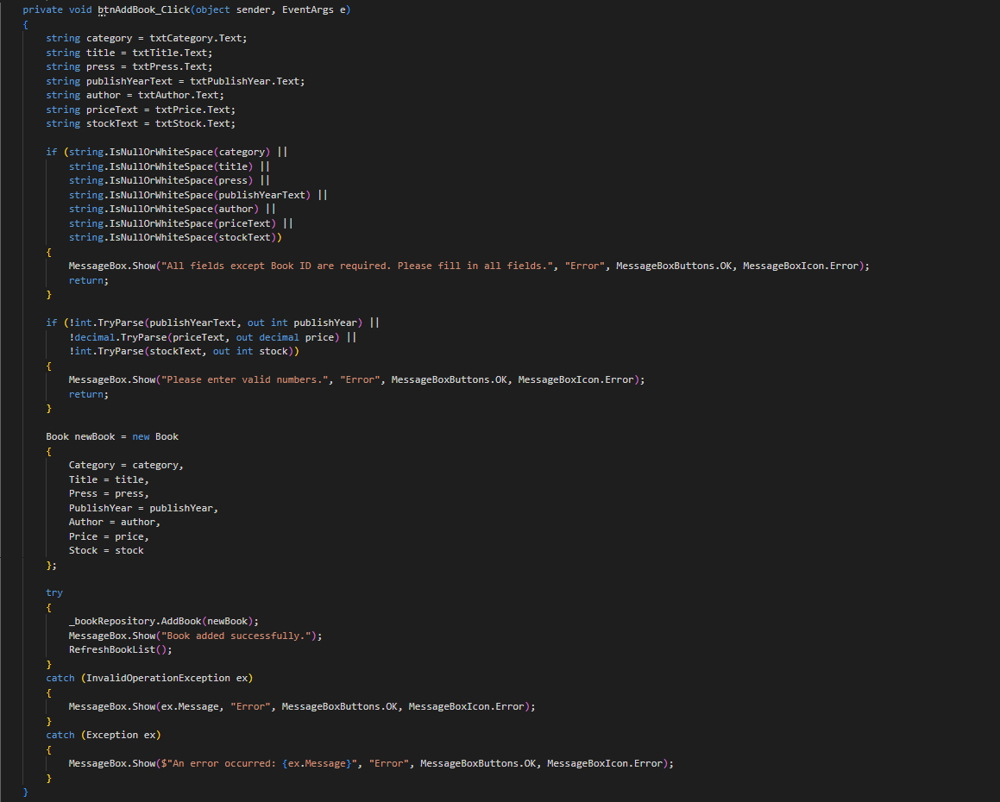 private void btnAddBook_Click(object sender, EventArgs e)
{
    string category = txtCategory.Text;
    string title = txtTitle.Text;
    string press = txtPress.Text;
    string publishYearText = txtPublishYear.Text;
    string author = txtAuthor.Text;
    string priceText = txtPrice.Text;
    string stockText = txtStock.Text;

    if (string.IsNullOrWhiteSpace(category) ||
        string.IsNullOrWhiteSpace(title) ||
        string.IsNullOrWhiteSpace(press) ||
        string.IsNullOrWhiteSpace(publishYearText) ||
        string.IsNullOrWhiteSpace(author) ||
        string.IsNullOrWhiteSpace(priceText) ||
        string.IsNullOrWhiteSpace(stockText))
    {
        MessageBox.Show("All fields except Book ID are required. Please fill in all fields.", "Error", MessageBoxButtons.OK, MessageBoxIcon.Error);
        return;
    }

    if (!int.TryParse(publishYearText, out int publishYear) ||
        !decimal.TryParse(priceText, out decimal price) ||
        !int.TryParse(stockText, out int stock))
    {
        MessageBox.Show("Please enter valid numbers.", "Error", MessageBoxButtons.OK, MessageBoxIcon.Error);
        return;
    }

    Book newBook = new Book
    {
        Category = category,
        Title = title,
        Press = press,
        PublishYear = publishYear,
        Author = author,
        Price = price,
        Stock = stock
    };

    try
    {
        _bookRepository.AddBook(newBook);
        MessageBox.Show("Book added successfully.");
        RefreshBookList();
    }
    catch (InvalidOperationException ex)
    {
        MessageBox.Show(ex.Message, "Error", MessageBoxButtons.OK, MessageBoxIcon.Error);
    }
    catch (Exception ex)
    {
        MessageBox.Show($"An error occurred: {ex.Message}", "Error", MessageBoxButtons.OK, MessageBoxIcon.Error);
    }
}